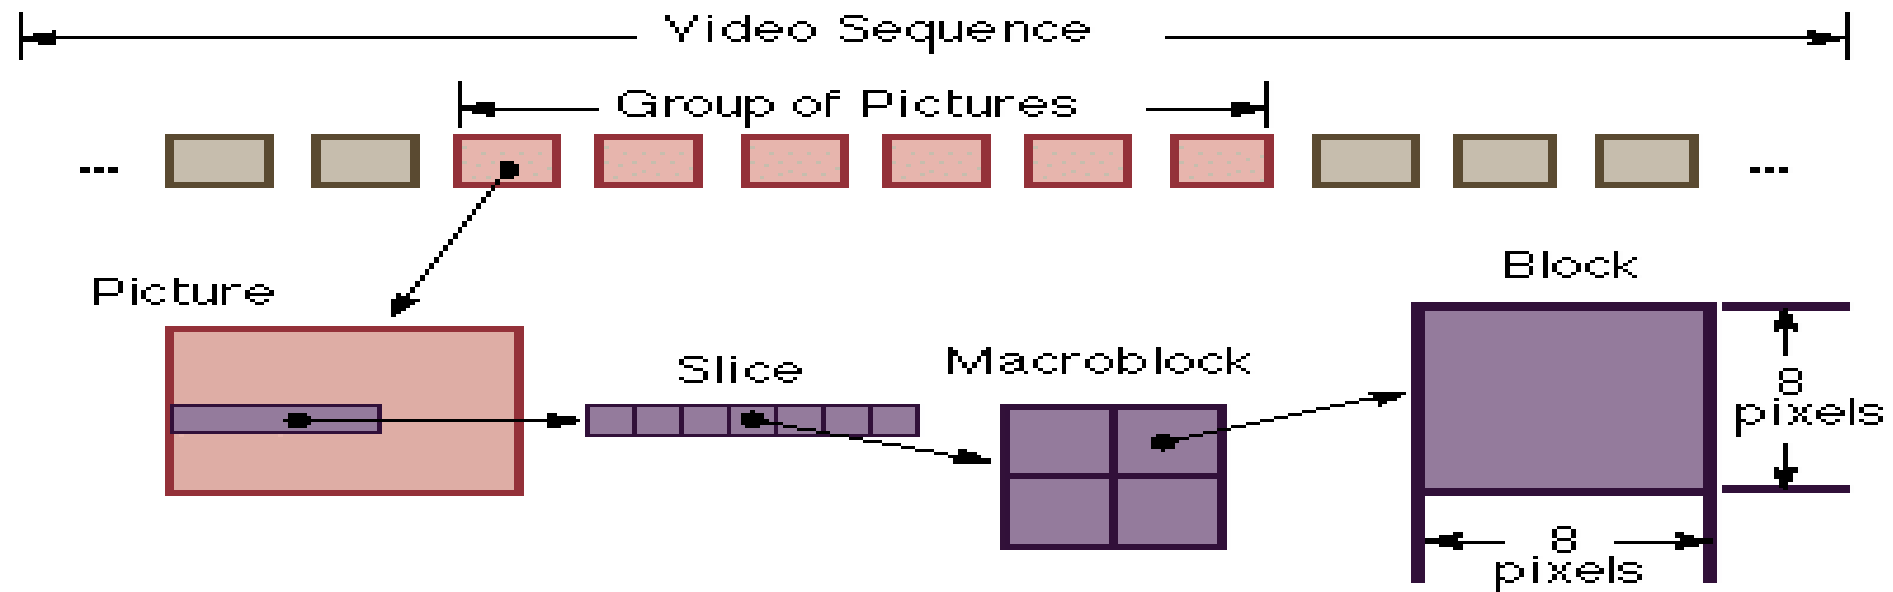 Video Sequence
Group of Pictures
... ...
Picture
Slice
Macroblock
Block
8
pixels
8
pixels